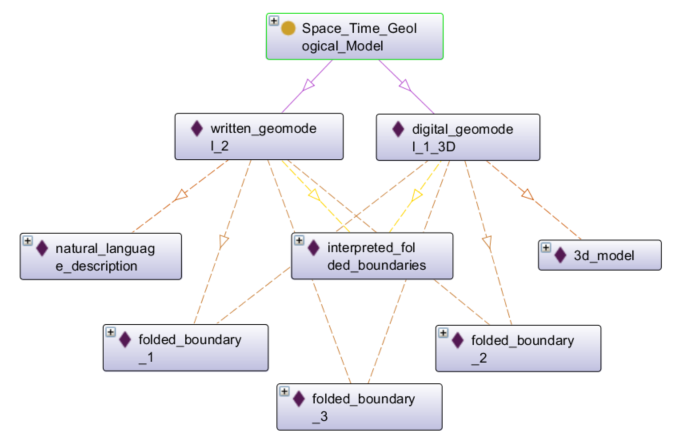 Space_Time_Geol
ogical_Model
written_geomode
l_2
digital_geomode
l_1_3D
natural_languag
e_description
interpreted_fol
ded_boundaries
3d_model
folded_boundary
_1
folded_boundary
_2
folded_boundary
_3